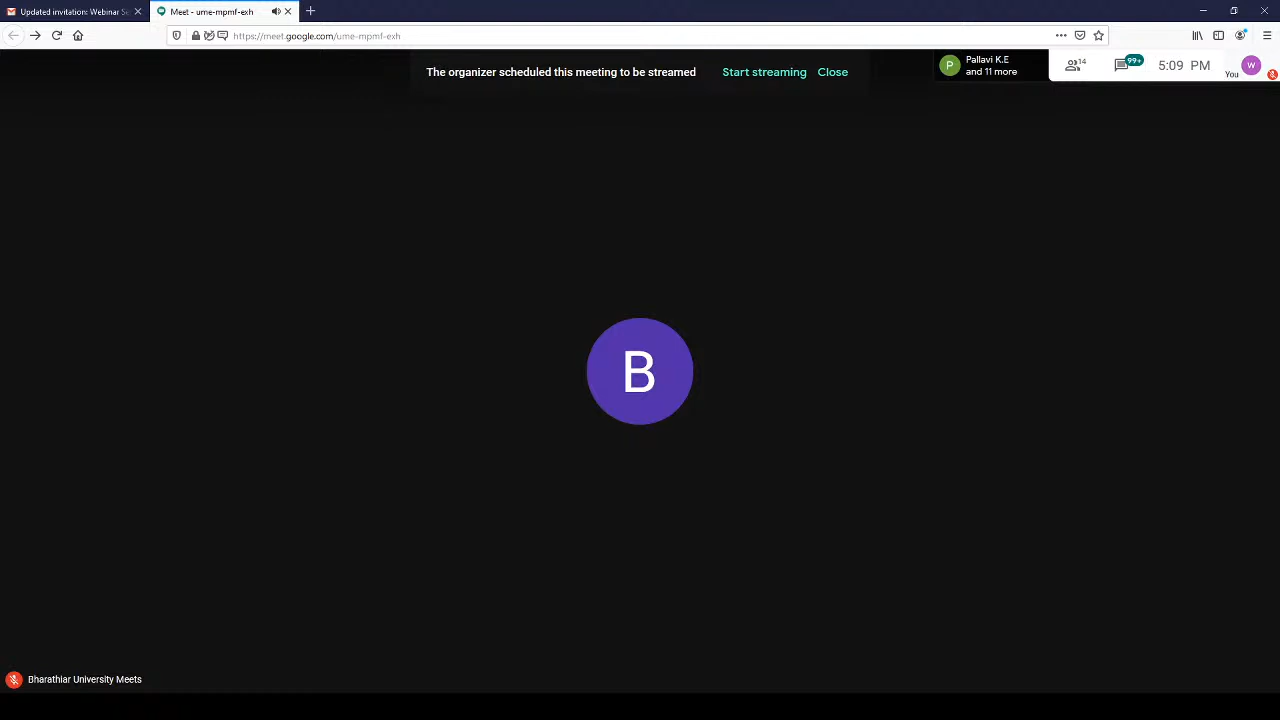 Updated invitation: Webinar Se
Meet - ume-mpmf-exh
https://meet.google.com/ume-mpmf-exh
The organizer scheduled this meeting to be streamed
Start streaming
Close
P
Pallavi K.E
and 11 more
14
99+
5:09 PM
You
W
B
Bharathiar University Meets